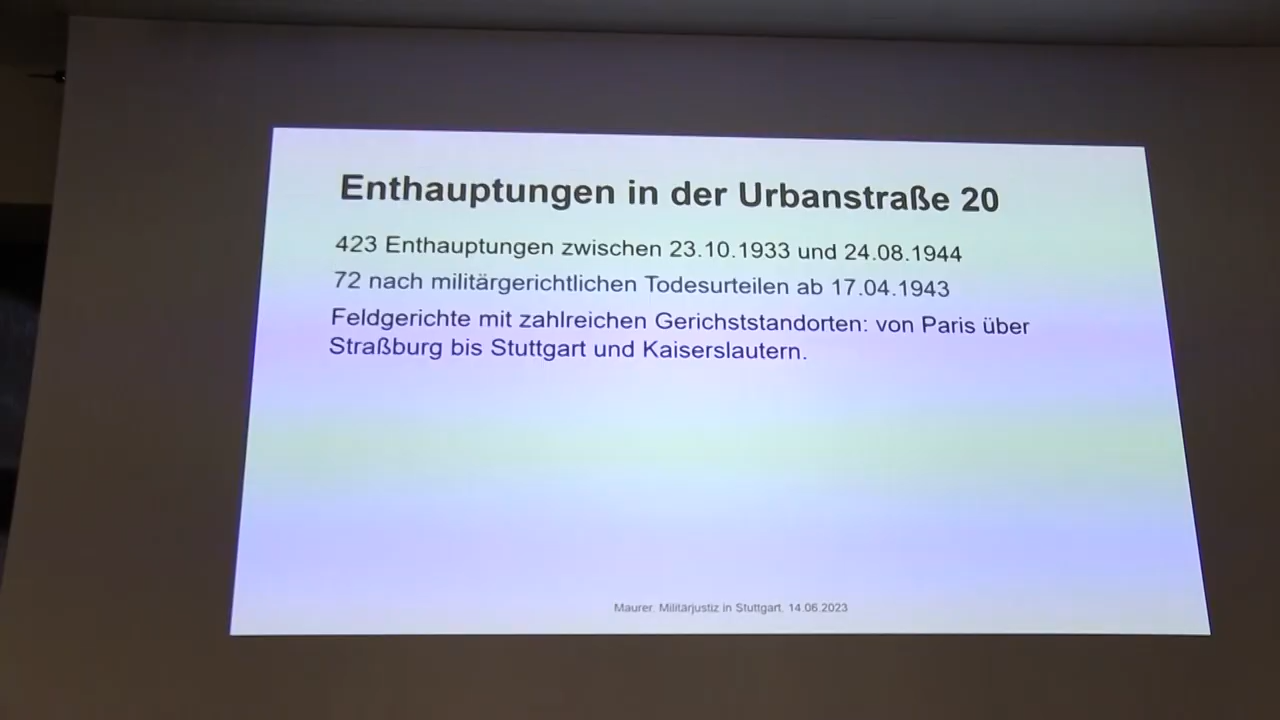 Enthauptungen in der Urbanstraße 20
423 Enthauptungen zwischen 23.10.1933 und 24.08.1944
72 nach militärgerichtlichen Todesurteilen ab 17.04.1943
Feldgerichte mit zahlreichen Gerichststandorten: von Paris über
Straßburg bis Stuttgart und Kaiserslautern.
Maurer. Militärjustiz in Stuttgart. 14.06.2023